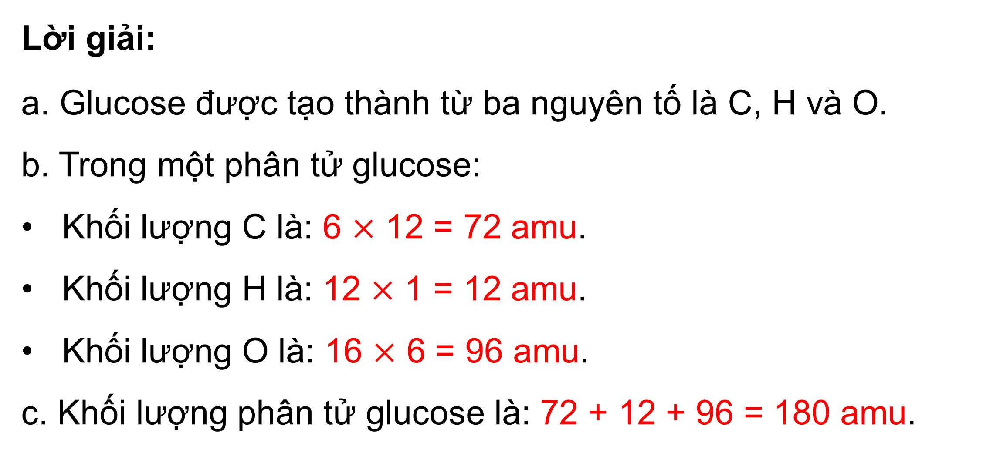 Lời giải:
a. Glucose được tạo thành từ ba nguyên tố là C, H và O.
b. Trong một phân tử glucose:
• Khối lượng C là: 6 × 12 = 72 amu.
• Khối lượng H là: 12 × 1 = 12 amu.
• Khối lượng O là: 16 × 6 = 96 amu.
c. Khối lượng phân tử glucose là: 72 + 12 + 96 = 180 amu.